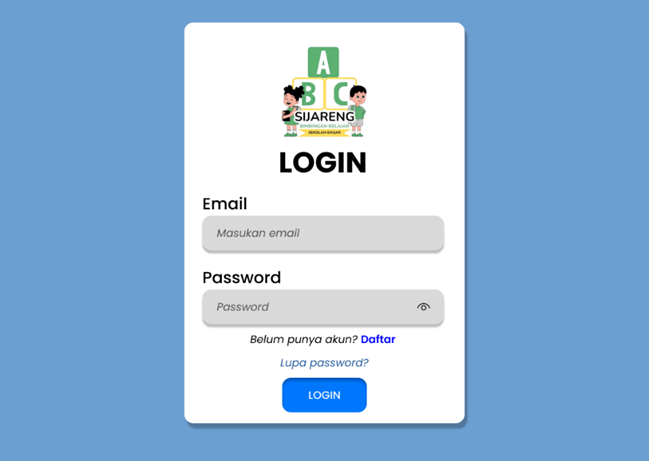 A
B C
SIJARENG
BIMBINGAN BELAJAR
SEKOLAH DASAR
LOGIN
Email
Masukan email
Password
Password
Belum punya akun? Daftar
Lupa password?
LOGIN